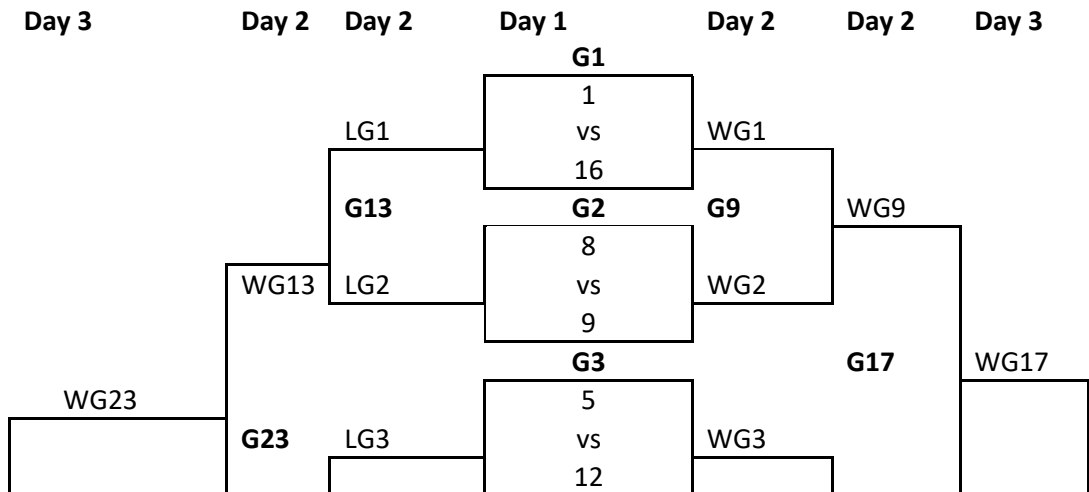 Day 3 Day 2 Day 2 Day 1 Day 2 Day 2 Day 3
G1
1
LG1 vs WG1
16
G13 G2 G9 WG9
8
WG13 LG2 vs WG2
9
G3 G17 WG17
WG23 5
G23 LG3 vs WG3
12